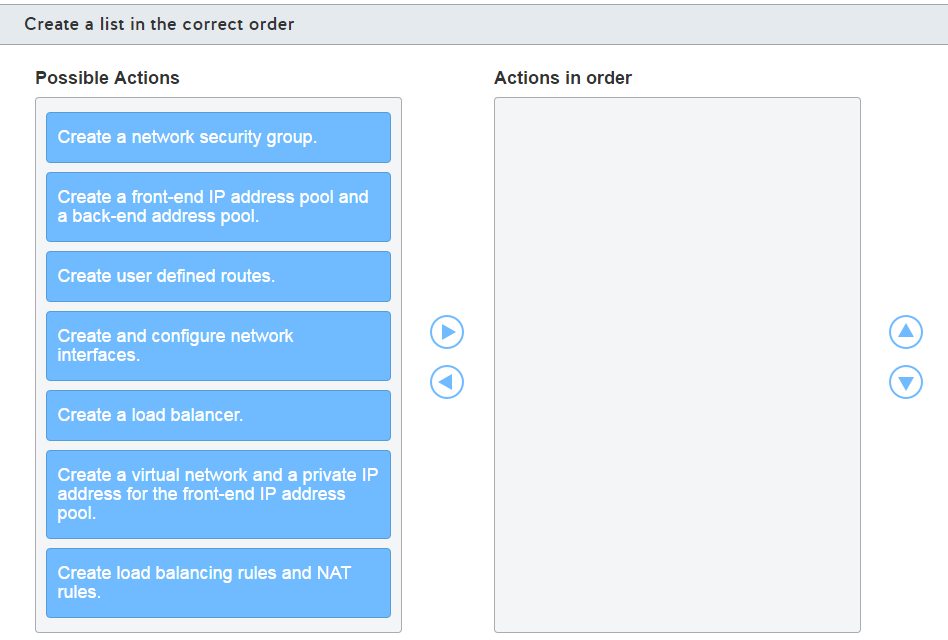 Create a list in the correct order
Possible Actions
Actions in order
Create a network security group.
Create a front-end IP address pool and
a back-end address pool.
Create user defined routes.
Create and configure network
interfaces.
Create a load balancer.
Create a virtual network and a private IP
address for the front-end IP address
pool.
Create load balancing rules and NAT
rules.